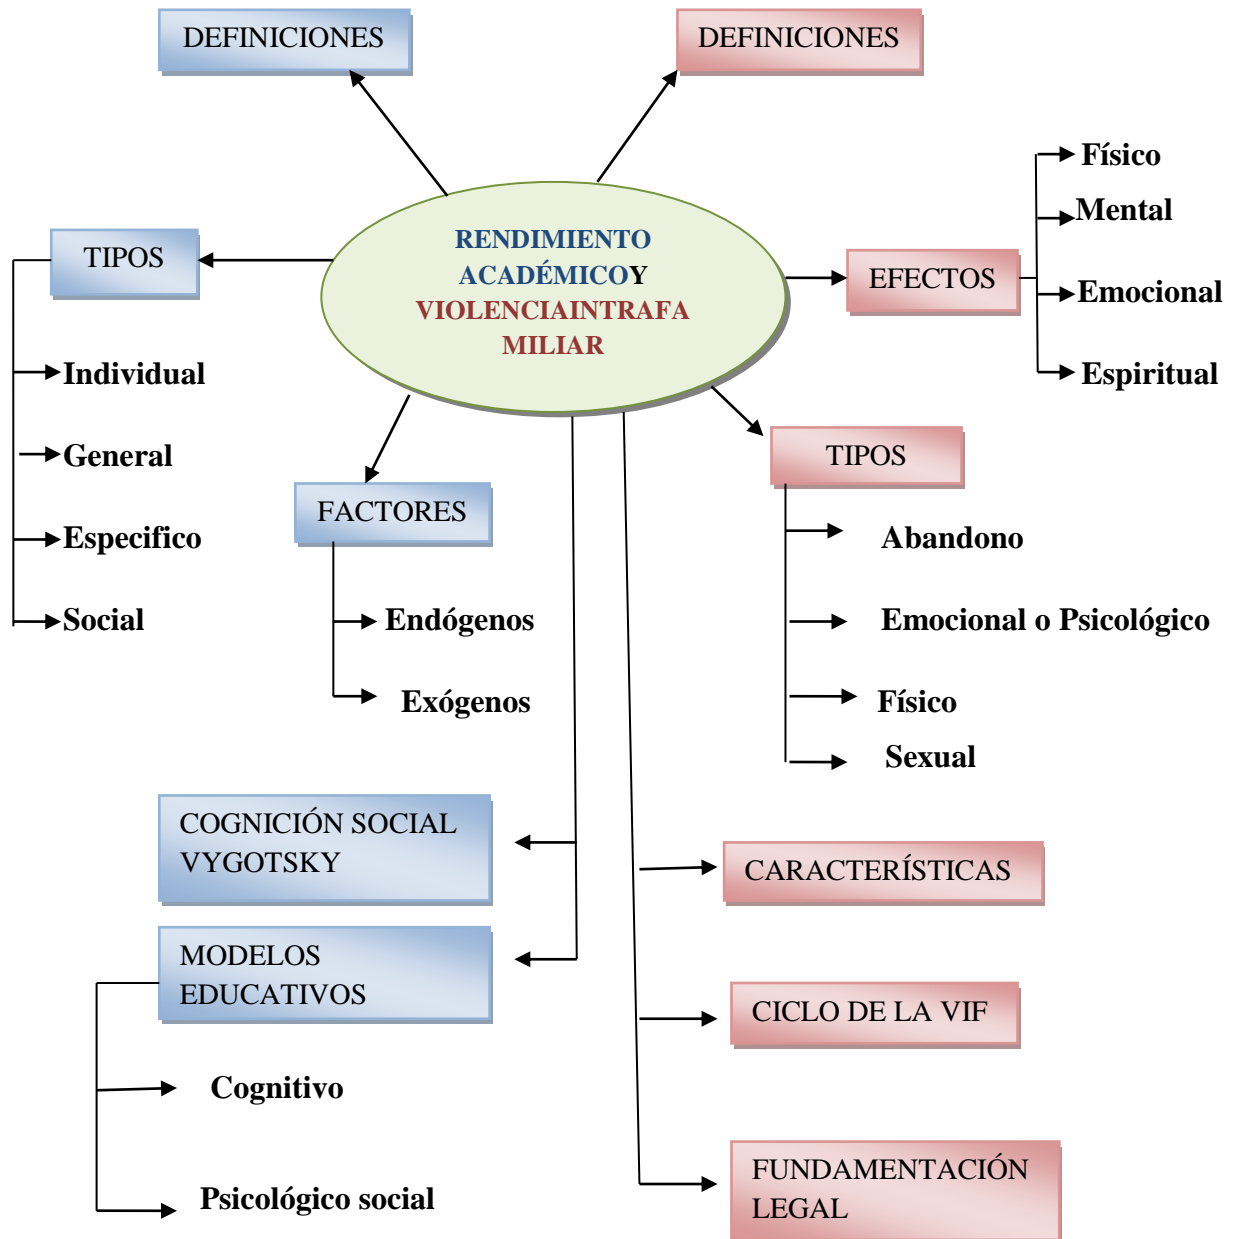 DEFINICIONES
DEFINICIONES
RENDIMIENTO
ACADÉMICOY
VIOLENCIAINTRAFA
MILIAR
TIPOS
Individual
General
Especifico
Social
EFECTOS
Físico
Mental
Emocional
Espiritual
FACTORES
Endógenos
Exógenos
TIPOS
Abandono
Emocional o Psicológico
Físico
Sexual
COGNICIÓN SOCIAL
VYGOTSKY
MODELOS
EDUCATIVOS
Cognitivo
Psicológico social
CARACTERÍSTICAS
CICLO DE LA VIF
FUNDAMENTACIÓN
LEGAL